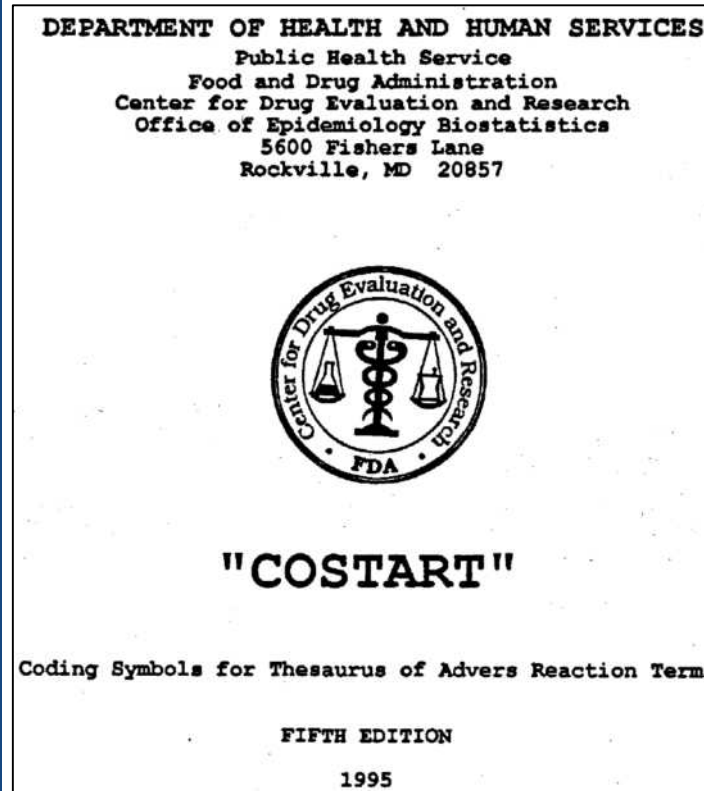 DEPARTMENT OF HEALTH AND HUMAN SERVICES
Public Health Service
Food and Drug Administration
Center for Drug Evaluation and Research
Office of Epidemiology Biostatistics
5600 Fishers Lane
Rockville, MD 20857
Center for Drug Evaluation and Research
FDA
"COSTART"
Coding Symbols for Thesaurus of Advers Reaction Term
FIFTH EDITION
1995